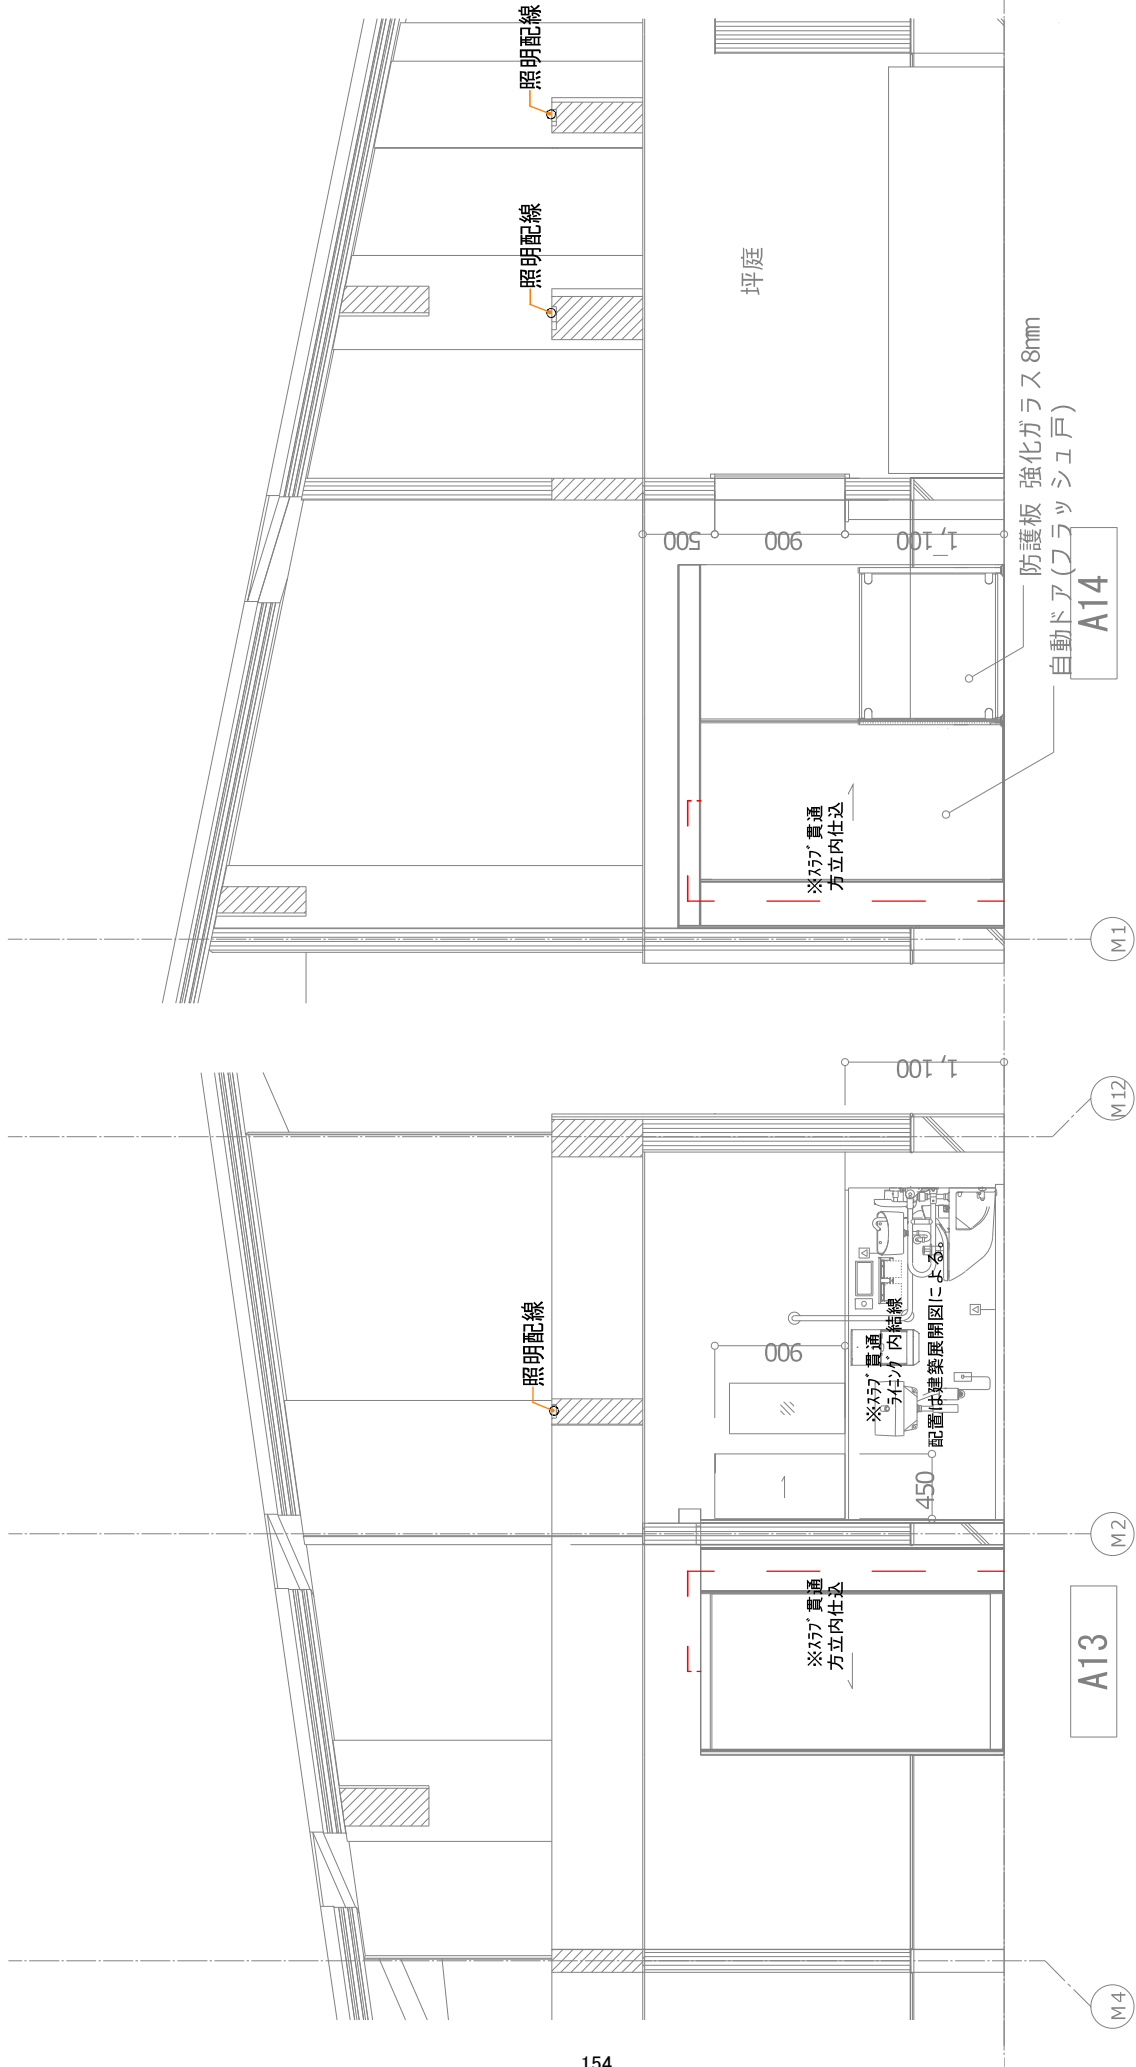 照明配線
照明配線
坪庭
500
900
1,100
防護板 強化ガラス 8mm
自動ドア(フラッシュ戸)
A14
※ｽﾗﾌﾞ貫通
方立内仕込
M1
照明配線
1,100
M12
900
※ｽﾗﾌﾞ貫通
ﾗｲﾆﾝｸﾞ内結線
配置は建築展開図による。
450
M2
※ｽﾗﾌﾞ貫通
方立内仕込
A13
M4
154